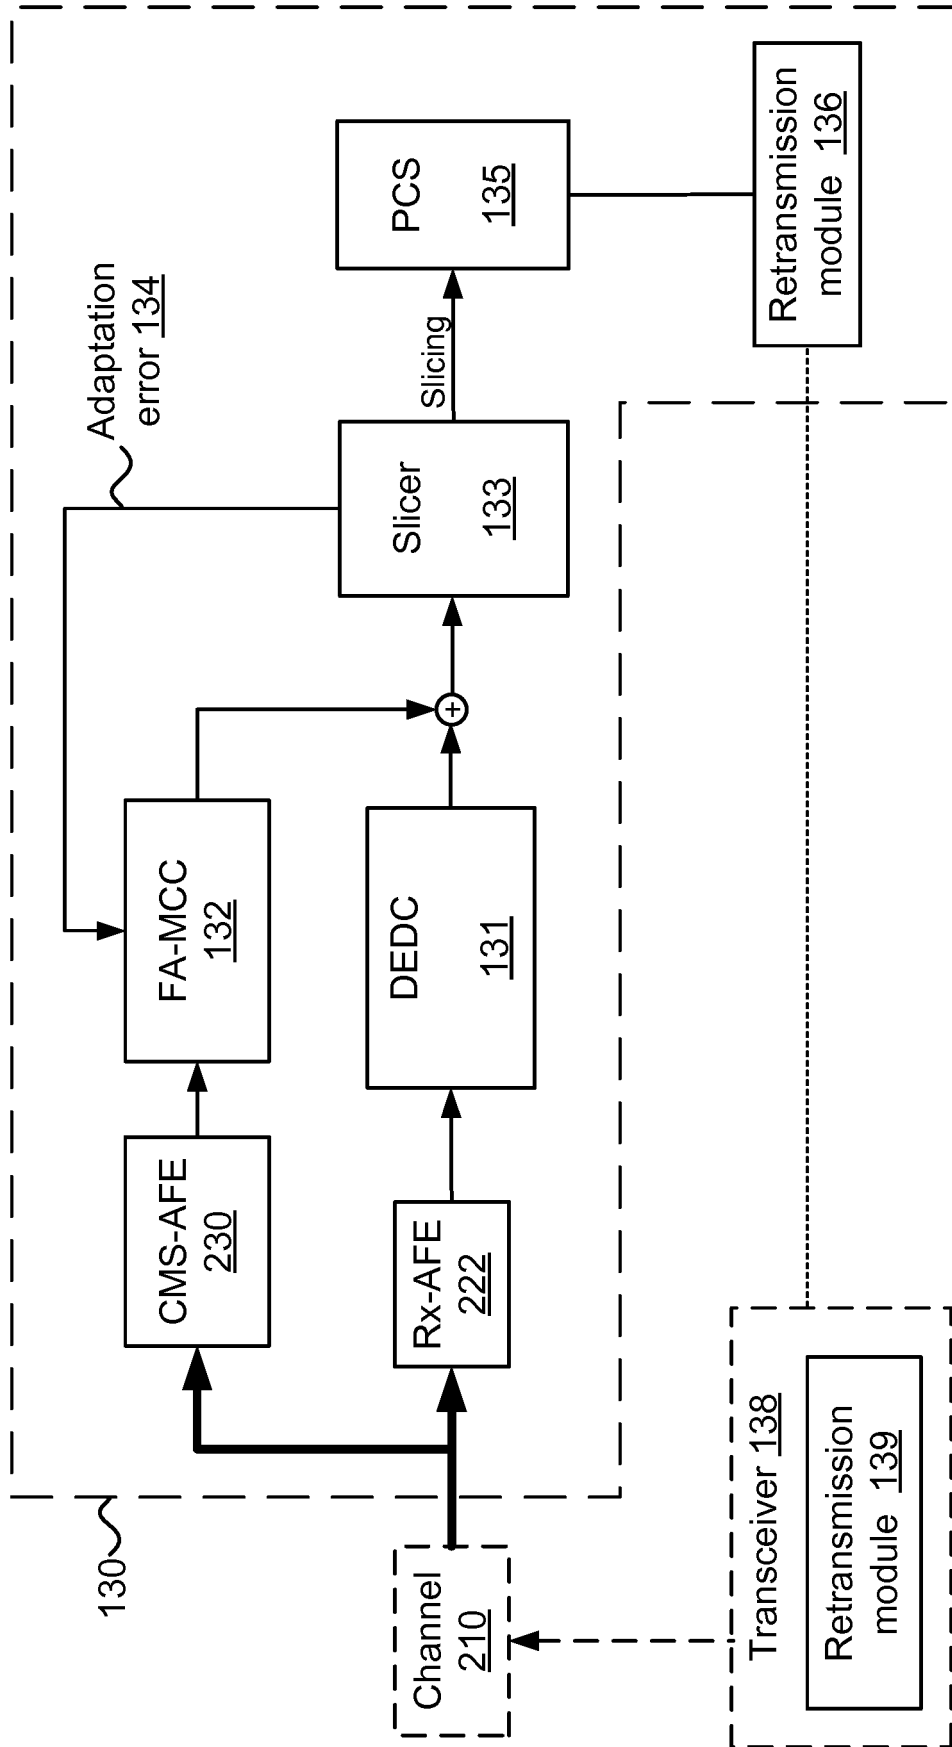 130
Adaptation
error 134
CMS-AFE
230
FA-MCC
132
Channel
210
Rx-AFE
222
DEDC
131
+
Slicer
133
Slicing
PCS
135
Transceiver 138
Retransmission
module 139
Retransmission
module 136